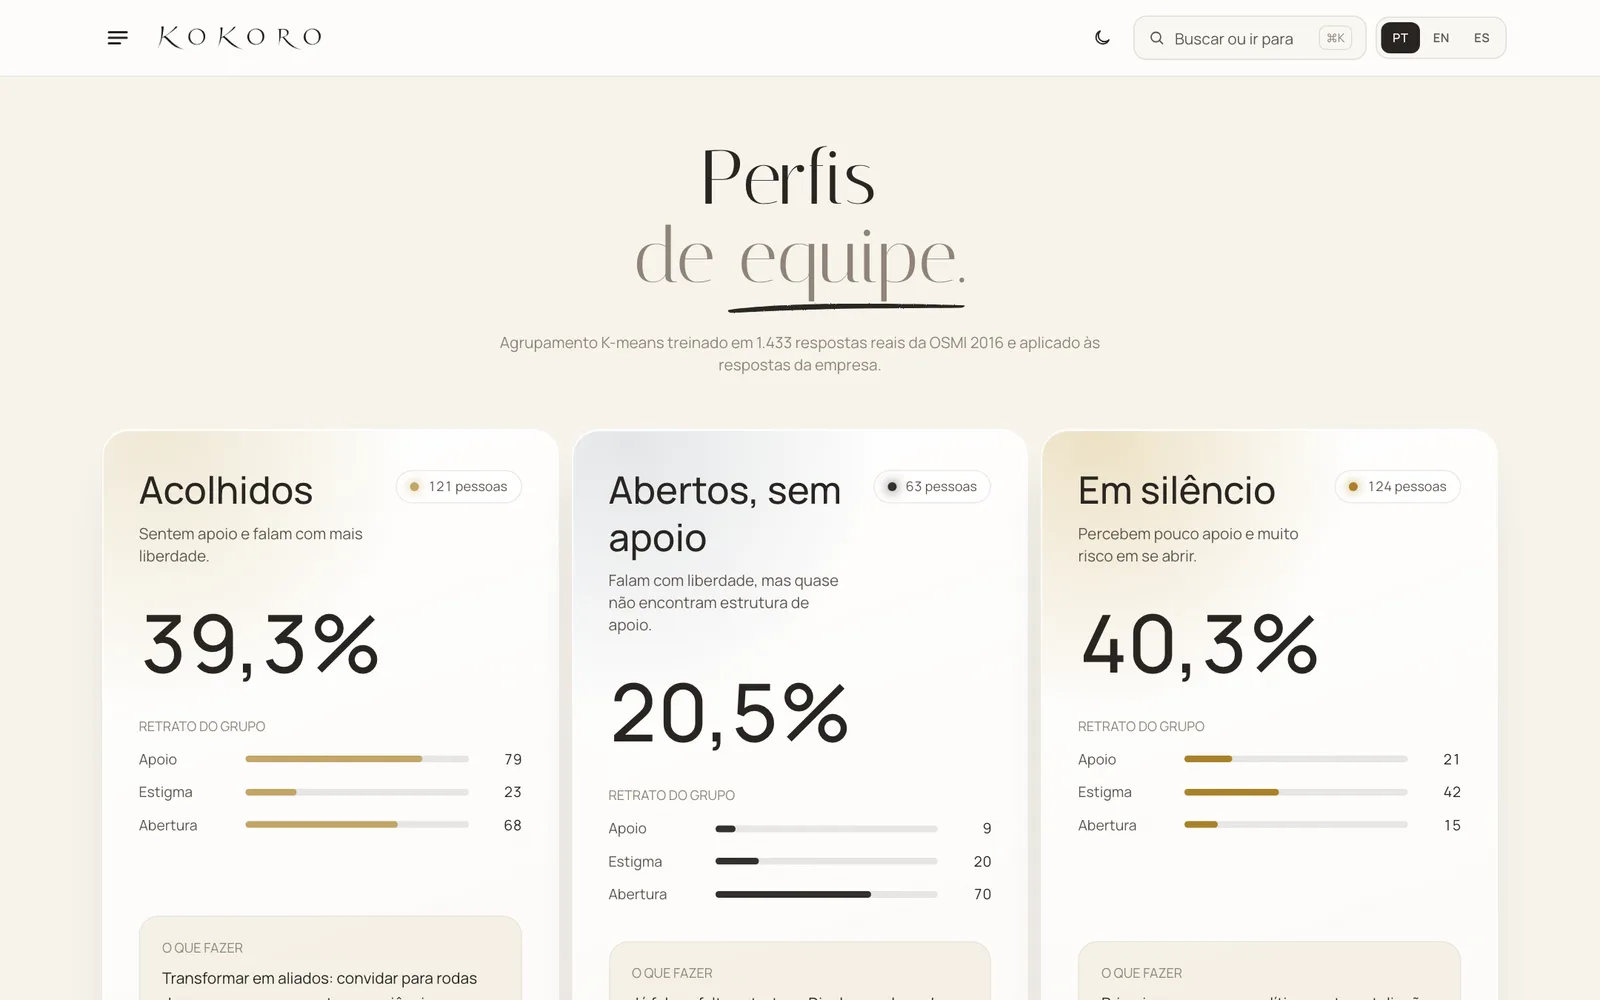 KOKORO
Buscar ou ir para
⌘K
PT
EN
ES
Perfis
de equipe.
Agrupamento K-means treinado em 1.433 respostas reais da OSMI 2016 e aplicado às
respostas da empresa.
Acolhidos
121 pessoas
Sentem apoio e falam com mais
liberdade.
39,3%
RETRATO DO GRUPO
Apoio 79
Estigma 23
Abertura 68
O QUE FAZER
Transformar em aliados: convidar para rodas
Abertos, sem
apoio
63 pessoas
Falam com liberdade, mas quase
não encontram estrutura de
apoio.
20,5%
RETRATO DO GRUPO
Apoio 9
Estigma 20
Abertura 70
O QUE FAZER
Em silêncio
124 pessoas
Percebem pouco apoio e muito
risco em se abrir.
40,3%
RETRATO DO GRUPO
Apoio 21
Estigma 42
Abertura 15
O QUE FAZER